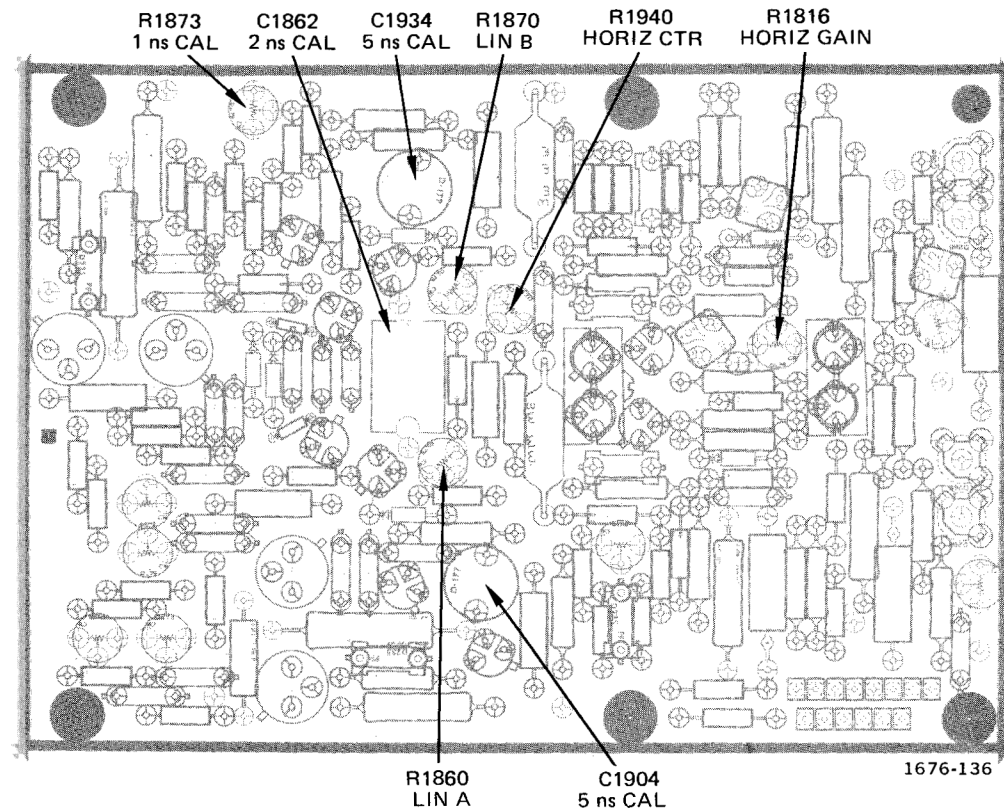 R1873
1 ns CAL
C1862
2 ns CAL
C1934
5 ns CAL
R1870
LIN B
R1940
HORIZ CTR
R1816
HORIZ GAIN
R1860
LIN A
C1904
5 ns CAL
1676-136